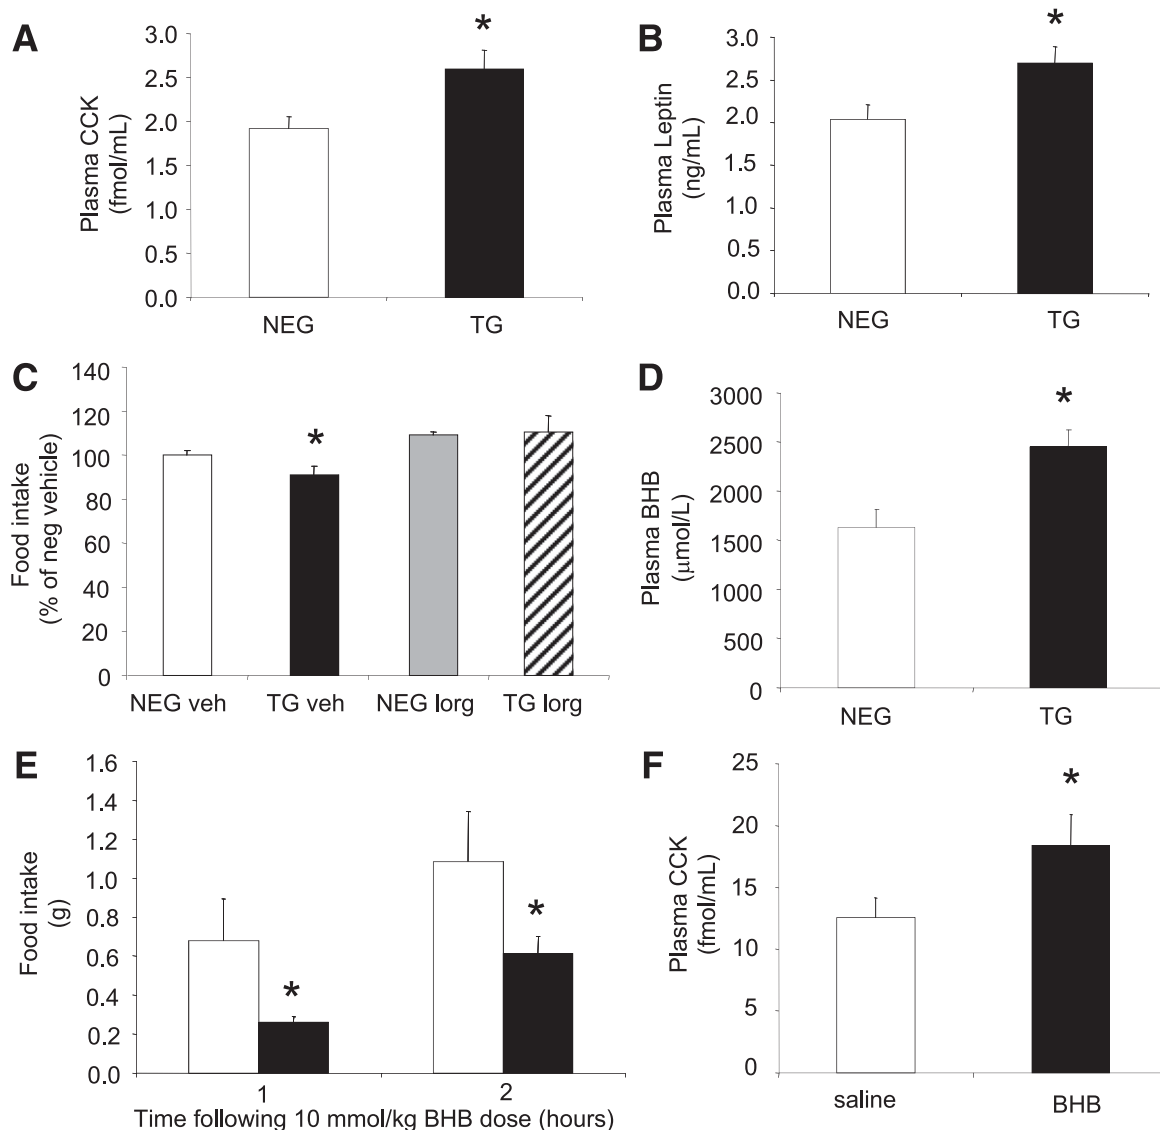 A
*
Plasma CCK
(fmol/mL)
3.0
2.5
2.0
1.5
1.0
0.5
0.0
NEG TG
B
*
Plasma Leptin
(ng/mL)
3.0
2.5
2.0
1.5
1.0
0.5
0.0
NEG TG
C
Food intake
(% of neg vehicle)
140
120
100
80
60
40
20
0
*
NEG veh TG veh NEG lorg TG lorg
D
Plasma BHB
(µmol/L)
3000
2500
2000
1500
1000
500
0
*
NEG TG
E
Food intake
(g)
1.6
1.4
1.2
1.0
0.8
0.6
0.4
0.2
0.0
*
*
1 2
Time following 10 mmol/kg BHB dose (hours)
F
Plasma CCK
(fmol/mL)
25
20
15
10
5
0
*
saline BHB